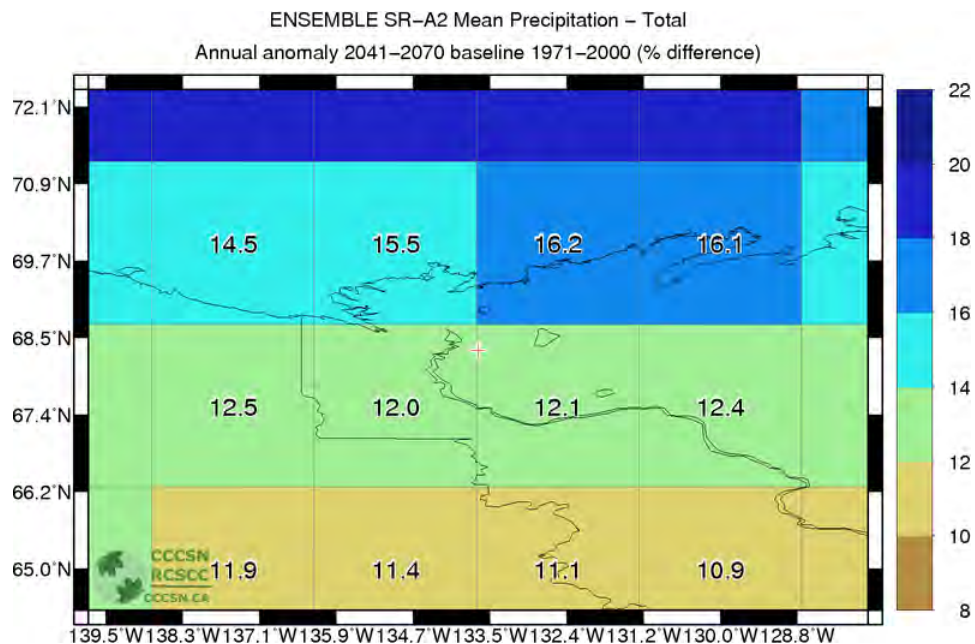 ENSEMBLE SR-A2 Mean Precipitation - Total
Annual anomaly 2041-2070 baseline 1971-2000 (% difference)
72.1°N
70.9°N
69.7°N
68.5°N
67.4°N
66.2°N
65.0°N
14.5 15.5 16.2 16.1
12.5 12.0 12.1 12.4
11.9 11.4 11.1 10.9
CCCSN
RCSCC
CCCSN.CA
139.5°W138.3°W137.1°W135.9°W134.7°W133.5°W132.4°W131.2°W130.0°W128.8°W
22
20
18
16
14
12
10
8